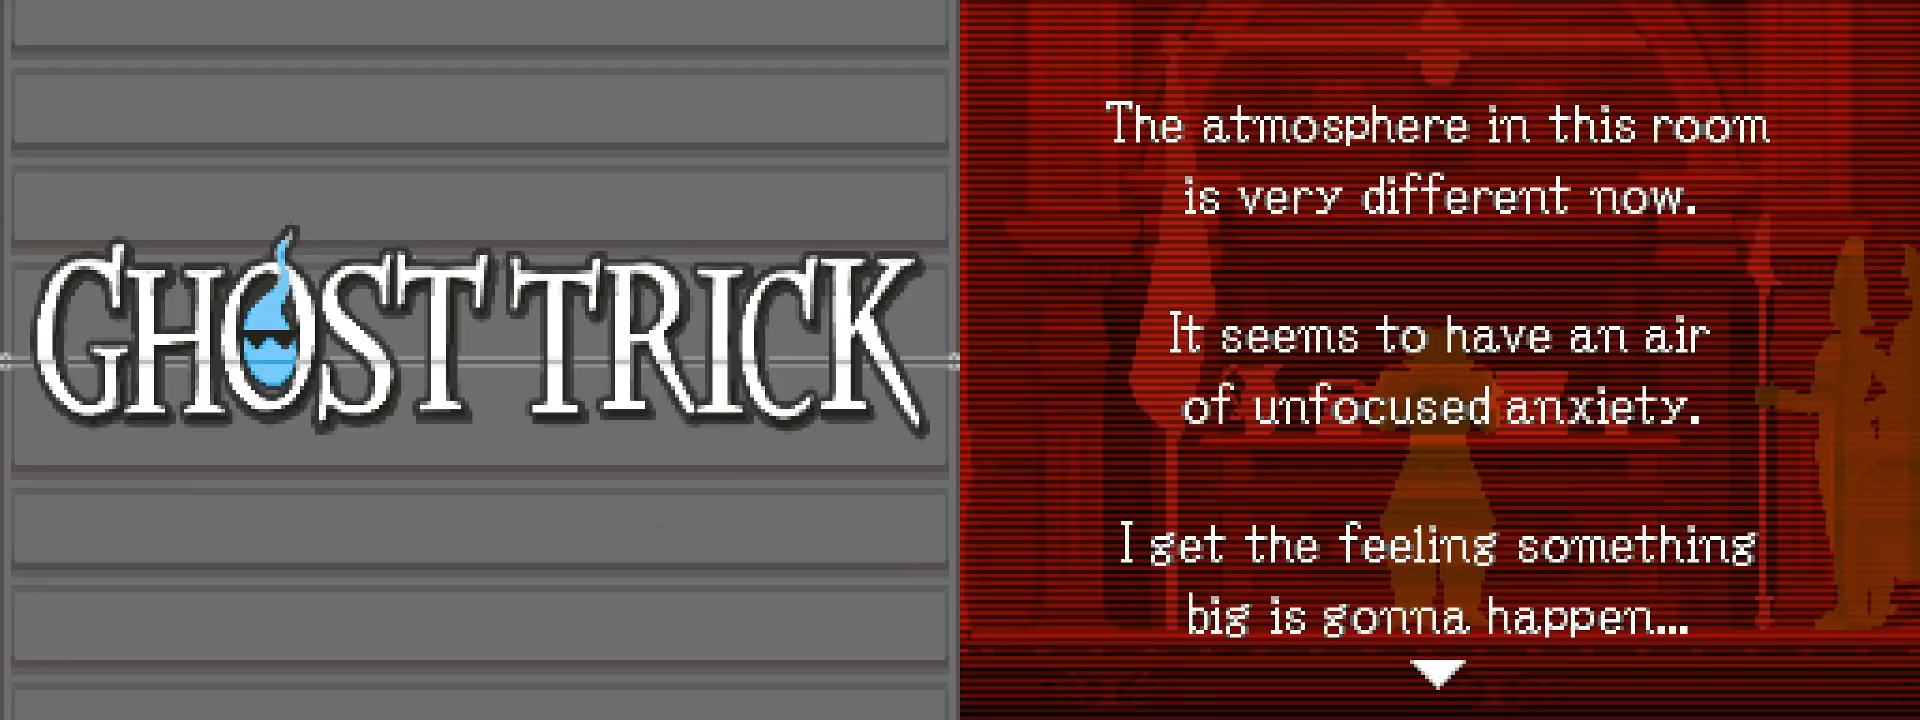 GHOST TRICK
The atmosphere in this room
is very different now.
It seems to have an air
of unfocused anxiety.
I get the feeling something
big is gonna happen...